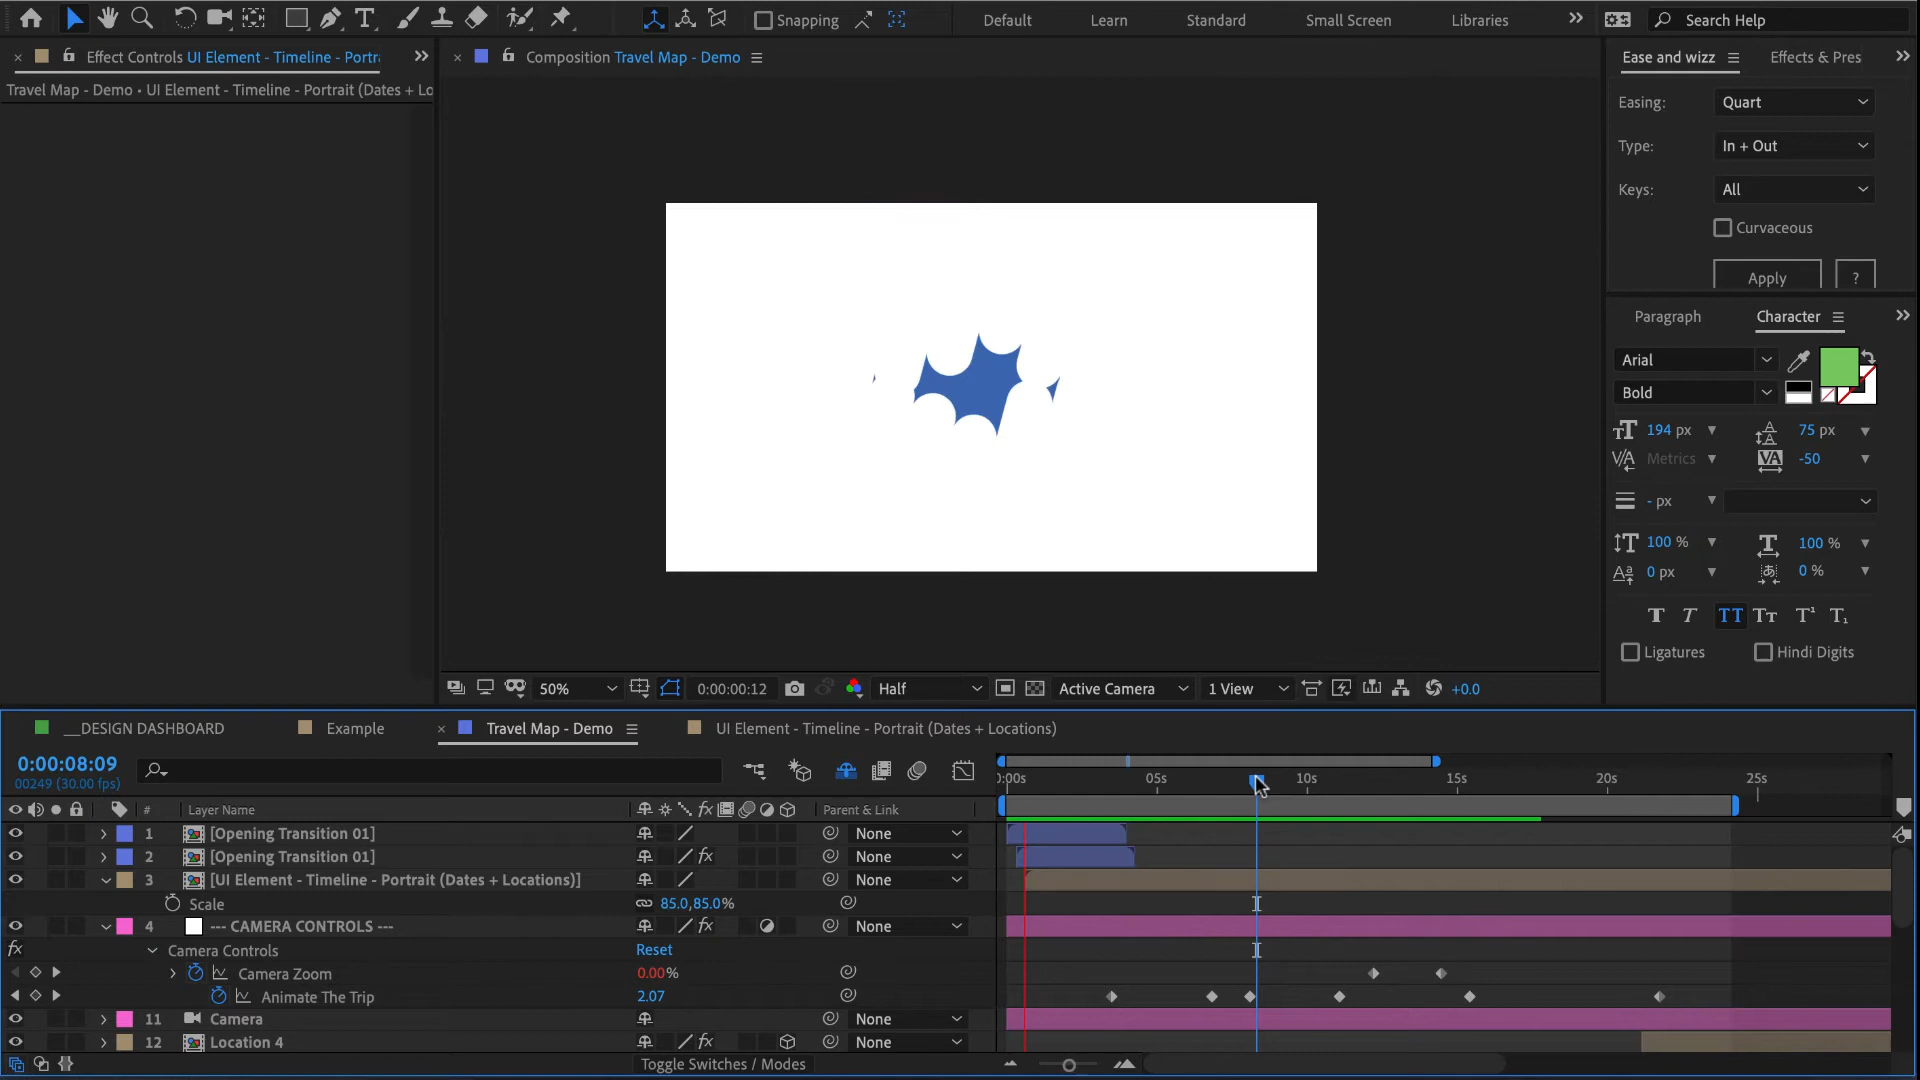 Snapping
Default
Learn
Standard
Small Screen
Libraries
Search Help
Effect Controls UI Element - Timeline - Portr
Travel Map - Demo • UI Element - Timeline - Portrait (Dates + Lo
Composition Travel Map - Demo
Ease and wizz
Effects & Pres
Easing:
Quart
Type:
In + Out
Keys:
All
Curvaceous
Apply
?
Paragraph
Character
Arial
Bold
194 px
75 px
Metrics
-50
- px
100 %
100 %
0 px
0 %
Ligatures
Hindi Digits
50%
0:00:00:12
Half
Active Camera
1 View
+0.0
__DESIGN DASHBOARD
Example
Travel Map - Demo
UI Element - Timeline - Portrait (Dates + Locations)
0:00:08:09
00249 (30.00 fps)
0:00s
05s
10s
15s
20s
25s
#
Layer Name
Parent & Link
1
[Opening Transition 01]
None
2
[Opening Transition 01]
None
3
[UI Element - Timeline - Portrait (Dates + Locations)]
None
Scale
85.0,85.0%
4
--- CAMERA CONTROLS ---
None
fx
Camera Controls
Reset
Camera Zoom
0.00%
Animate The Trip
2.07
11
Camera
None
12
Location 4
None
Toggle Switches / Modes